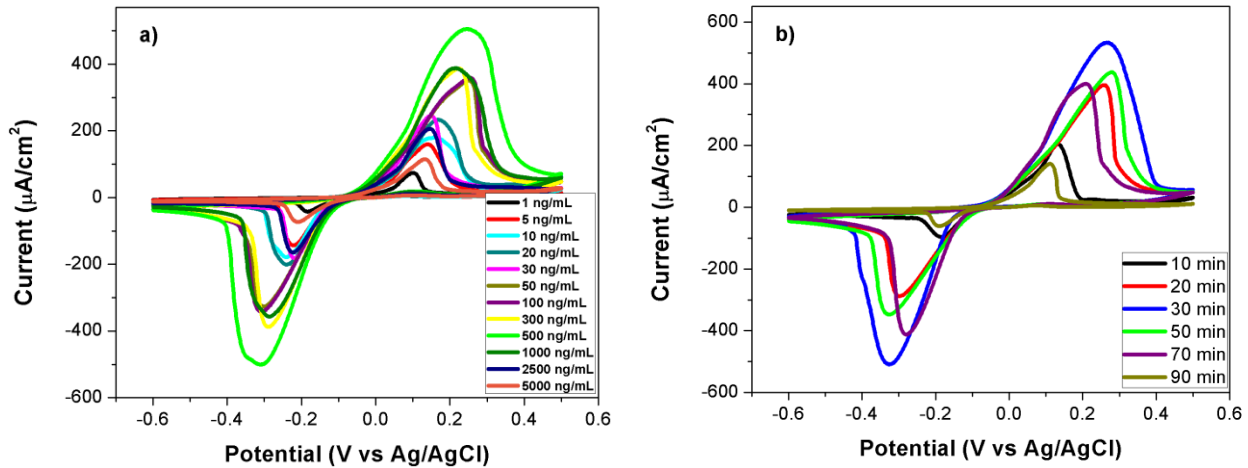 a)
Current (μA/cm²)
400
200
0
-200
-400
-600
-0.6
-0.4
-0.2
0.0
0.2
0.4
0.6
Potential (V vs Ag/AgCl)
1 ng/mL
5 ng/mL
10 ng/mL
20 ng/mL
30 ng/mL
50 ng/mL
100 ng/mL
300 ng/mL
500 ng/mL
1000 ng/mL
2500 ng/mL
5000 ng/mL
b)
Current (μA/cm²)
600
400
200
0
-200
-400
-600
-0.6
-0.4
-0.2
0.0
0.2
0.4
0.6
Potential (V vs Ag/AgCl)
10 min
20 min
30 min
50 min
70 min
90 min